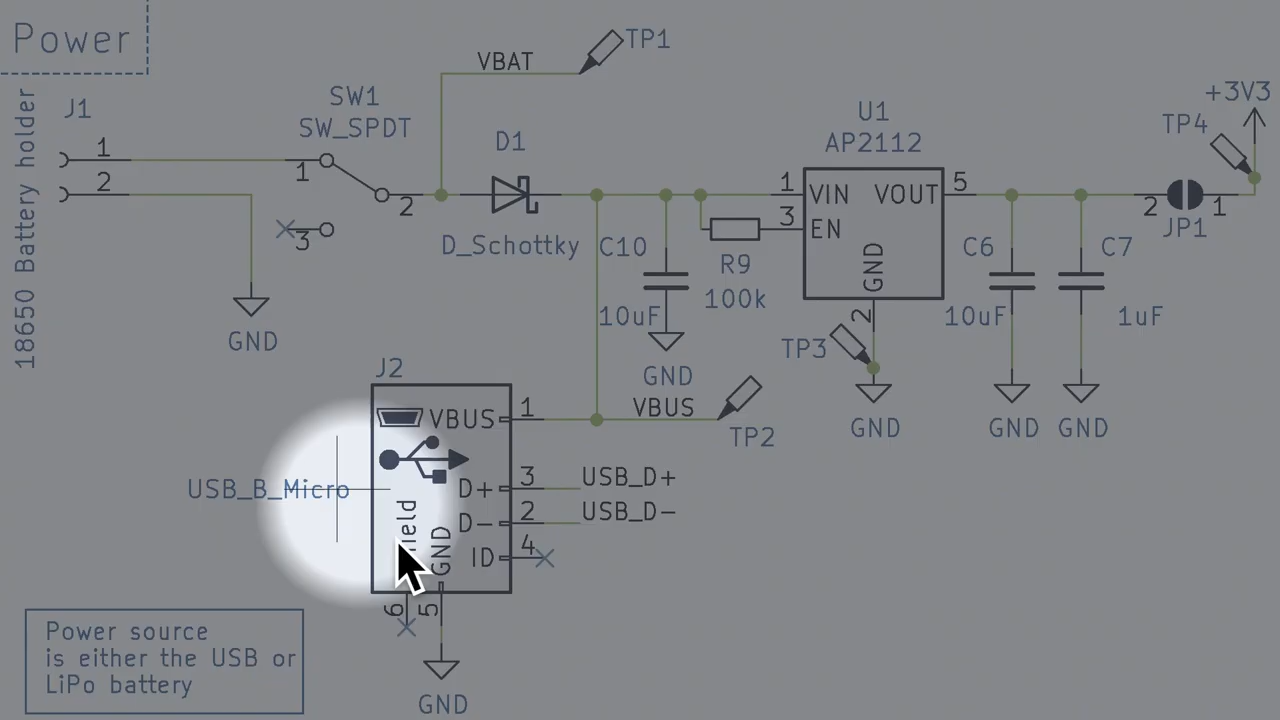 Power
TP1
VBAT
+3V3
J1
SW1
SW_SPDT
U1
AP2112
TP4
D1
1
2
18650 Battery holder
1
2
3
D_Schottky
1
3
VIN
EN
VOUT
GND
5
2
2
1
JP1
C10
10uF
R9
100k
C6
10uF
C7
1uF
GND
GND
TP3
GND
GND
GND
J2
VBUS
1
VBUS
TP2
USB_B_Micro
D+
3
USB_D+
D-
2
USB_D-
ID
4
GND
6
5
GND
Power source
is either the USB or
LiPo battery